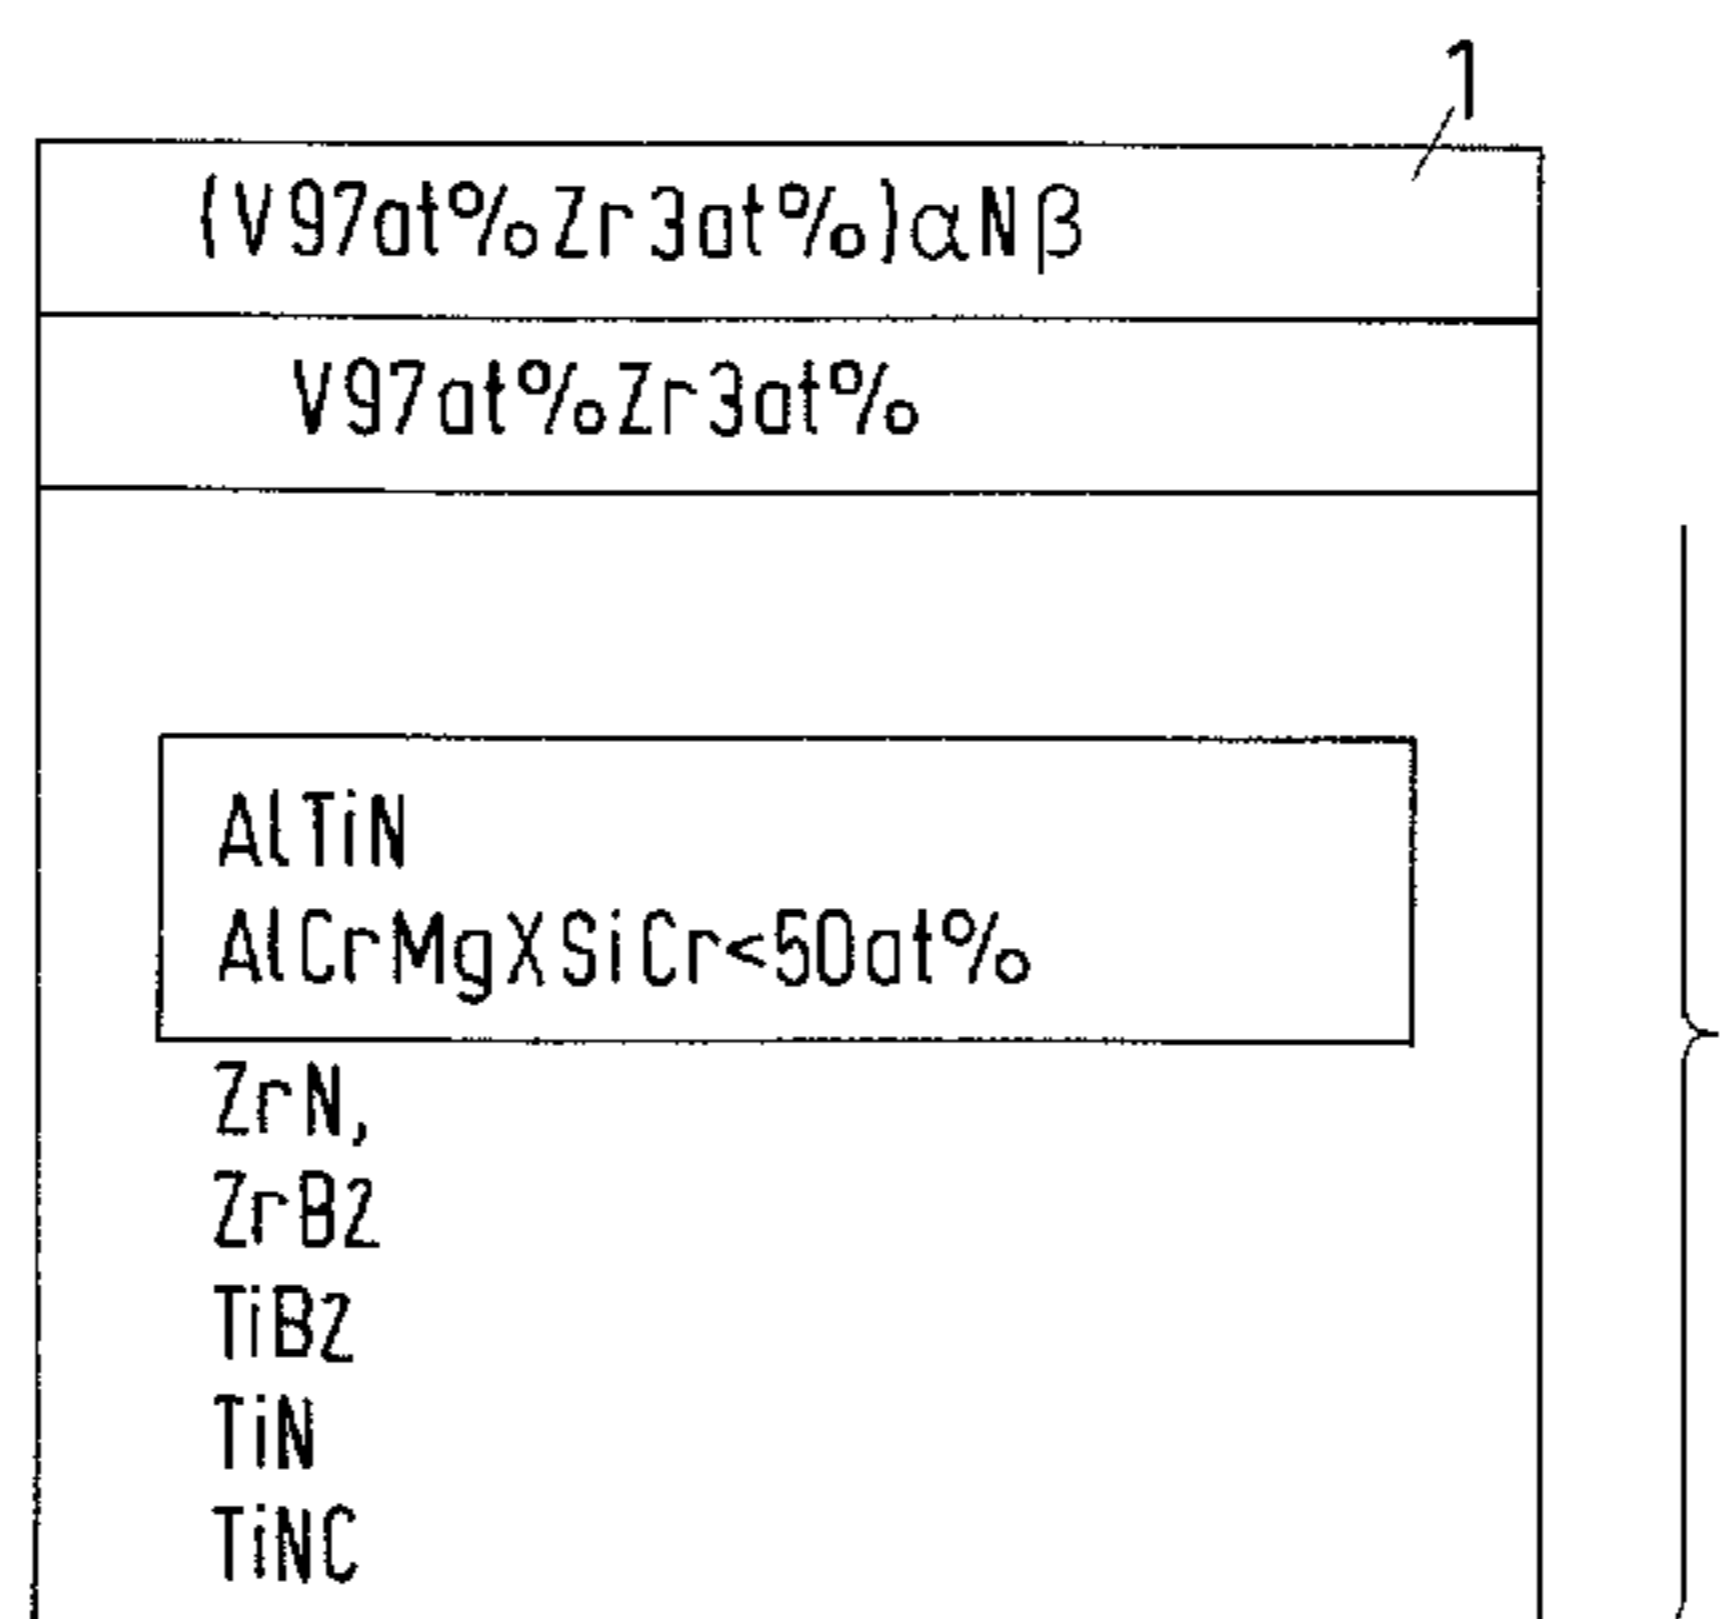 1
(V97at%Zr3at%)αNβ
V97at%Zr3at%
AlTiN
AlCrMgXSiCr<50at%
ZrN,
ZrB2
TiB2
TiN
TiNC